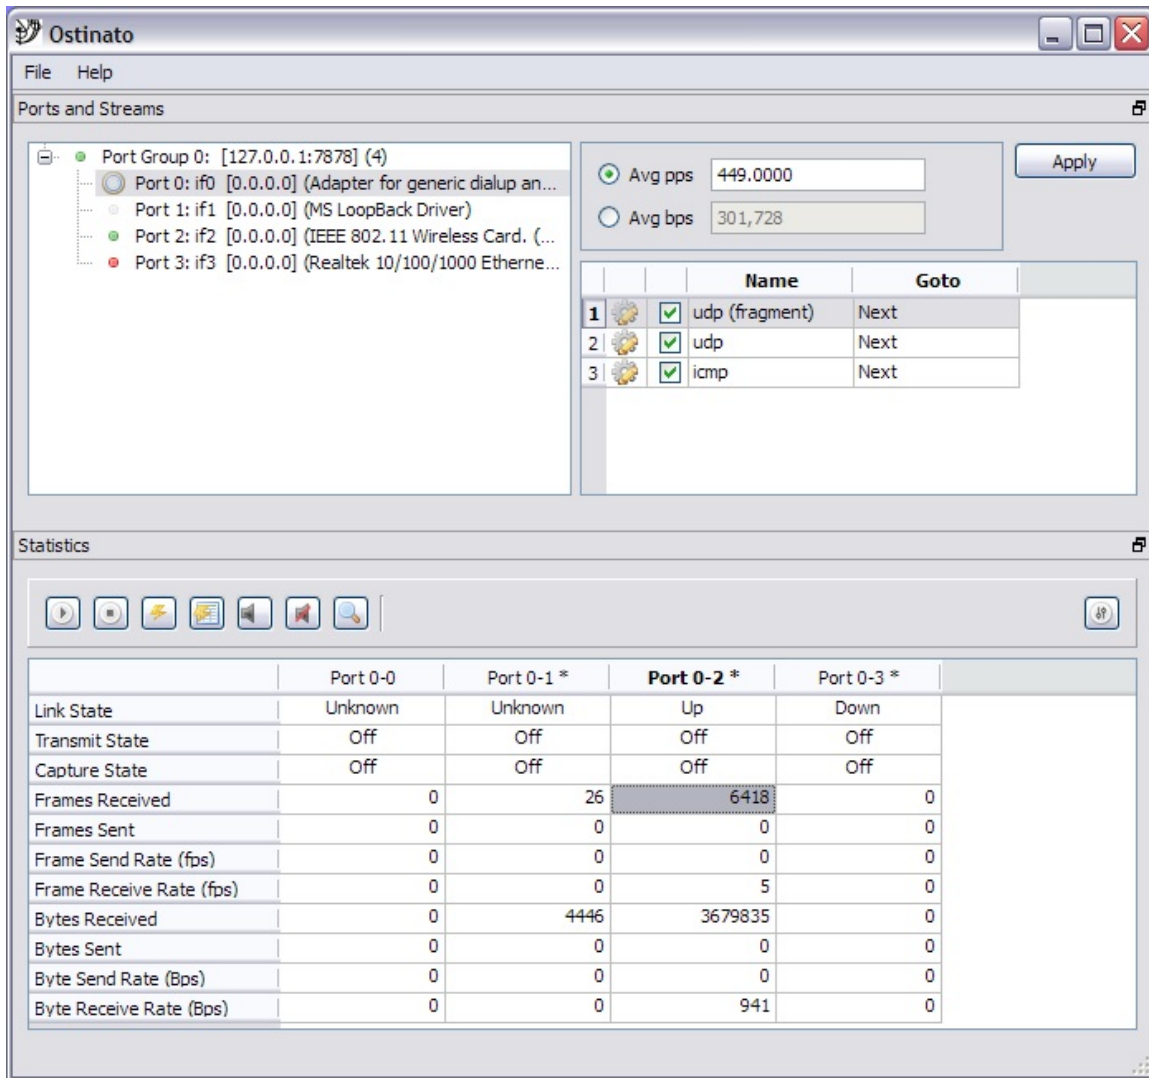 Ostinato
File Help
Ports and Streams
Port Group 0: [127.0.0.1:7878] (4)
Port 0: if0 [0.0.0.0] (Adapter for generic dialup an...
Port 1: if1 [0.0.0.0] (MS LoopBack Driver)
Port 2: if2 [0.0.0.0] (IEEE 802.11 Wireless Card. (...
Port 3: if3 [0.0.0.0] (Realtek 10/100/1000 Etherne...
Avg pps 449.0000
Avg bps 301,728
Apply
Name Goto
1 udp (fragment) Next
2 udp Next
3 icmp Next
Statistics
Port 0-0 Port 0-1 * Port 0-2 * Port 0-3 *
Link State Unknown Unknown Up Down
Transmit State Off Off Off Off
Capture State Off Off Off Off
Frames Received 0 26 6418 0
Frames Sent 0 0 0 0
Frame Send Rate (fps) 0 0 0 0
Frame Receive Rate (fps) 0 0 5 0
Bytes Received 0 4446 3679835 0
Bytes Sent 0 0 0 0
Byte Send Rate (Bps) 0 0 0 0
Byte Receive Rate (Bps) 0 0 941 0